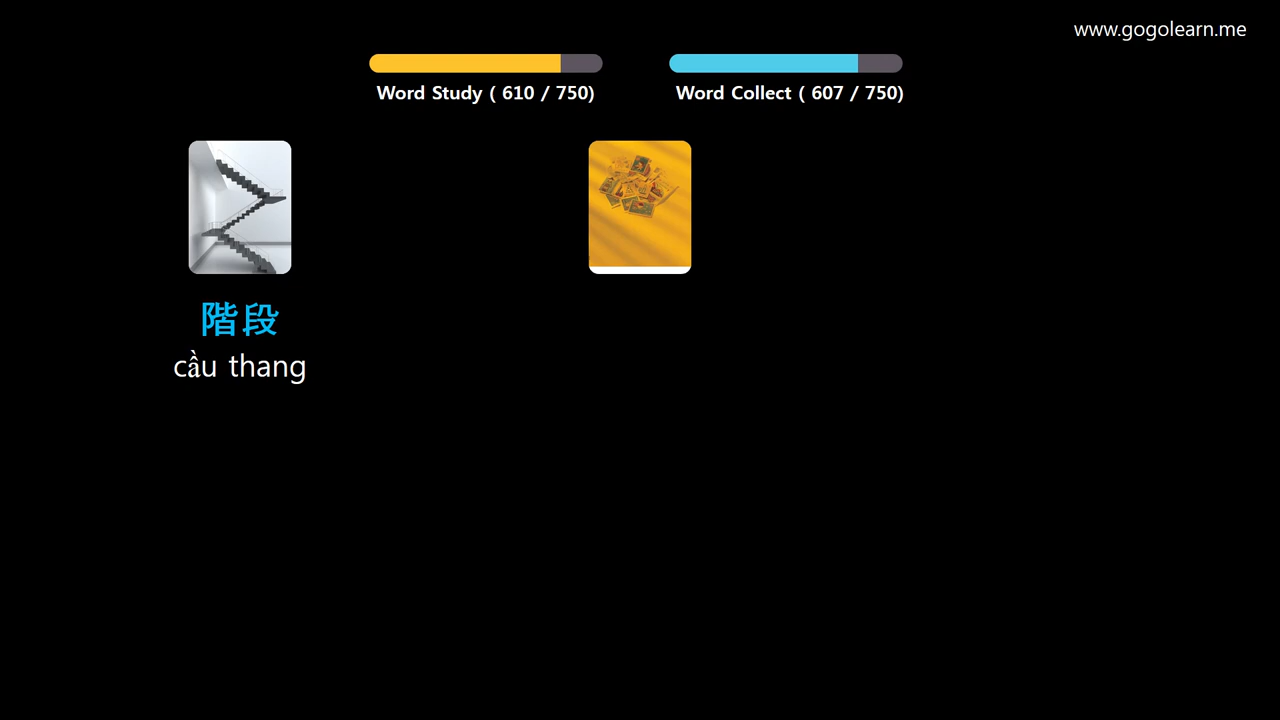 www.gogolearn.me
Word Study ( 610 / 750)
Word Collect ( 607 / 750)
階段
cầu thang